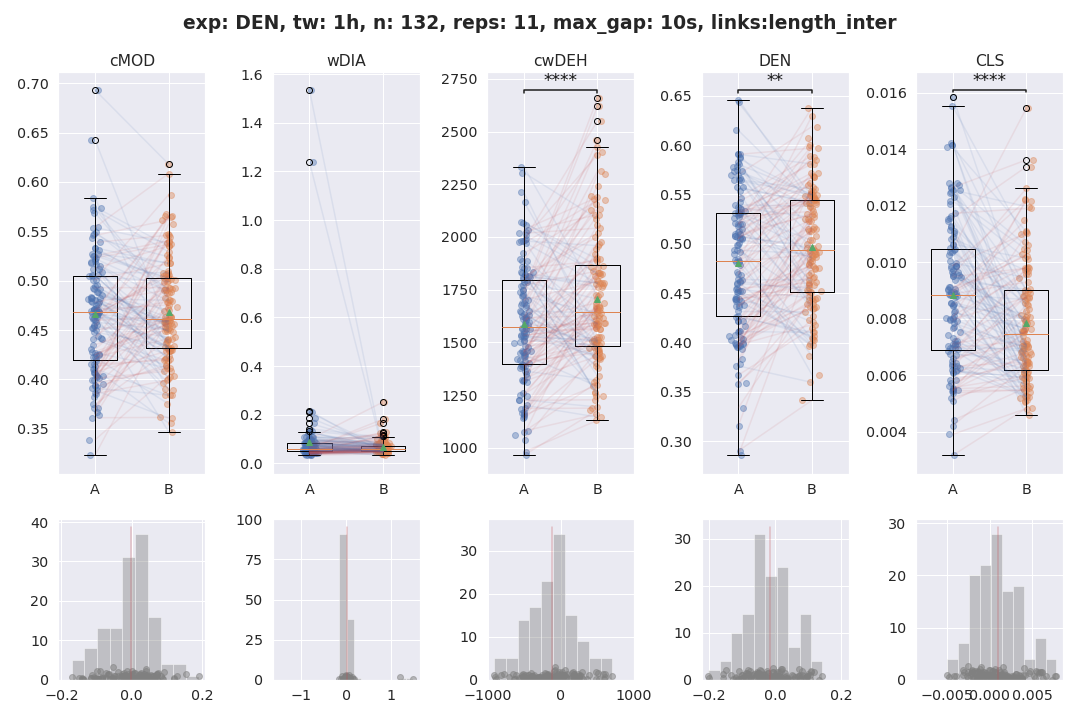 exp: DEN, tw: 1h, n: 132, reps: 11, max_gap: 10s, links:length_inter
cMOD wDIA cwDEH DEN CLS
**** ** ****
0.70 0.65 0.60 0.55 0.50 0.45 0.40 0.35
A B
1.6 1.4 1.2 1.0 0.8 0.6 0.4 0.2 0.0
A B
2750 2500 2250 2000 1750 1500 1250 1000
A B
0.65 0.60 0.55 0.50 0.45 0.40 0.35 0.30
A B
0.016 0.014 0.012 0.010 0.008 0.006 0.004
A B
40 30 20 10 0
−0.2 0.0 0.2
100 75 50 25 0
−1 0 1
30 20 10 0
−1000 0 1000
30 20 10 0
−0.2 0.0 0.2
30 20 10 0
−0.005 0.000 0.005